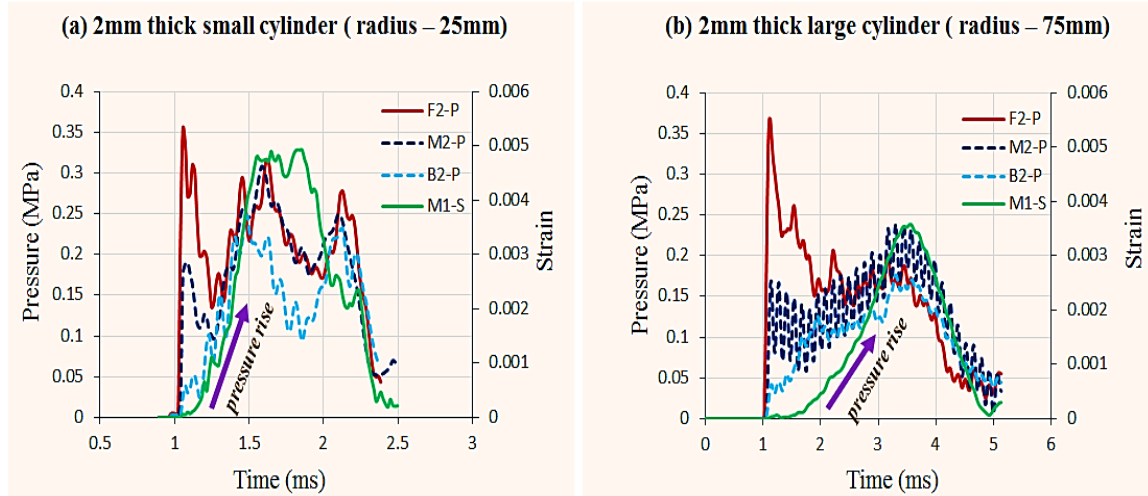 (a) 2mm thick small cylinder ( radius – 25mm)
0.4
0.35
0.3
0.25
0.2
0.15
0.1
0.05
0
Pressure (MPa)
0.006
0.005
0.004
0.003
0.002
0.001
0
Strain
F2-P
M2-P
B2-P
M1-S
pressure rise
0.5
1
1.5
2
2.5
3
Time (ms)
(b) 2mm thick large cylinder ( radius – 75mm)
0.4
0.35
0.3
0.25
0.2
0.15
0.1
0.05
0
Pressure (MPa)
0.006
0.005
0.004
0.003
0.002
0.001
0
Strain
F2-P
M2-P
B2-P
M1-S
pressure rise
0
1
2
3
4
5
6
Time (ms)